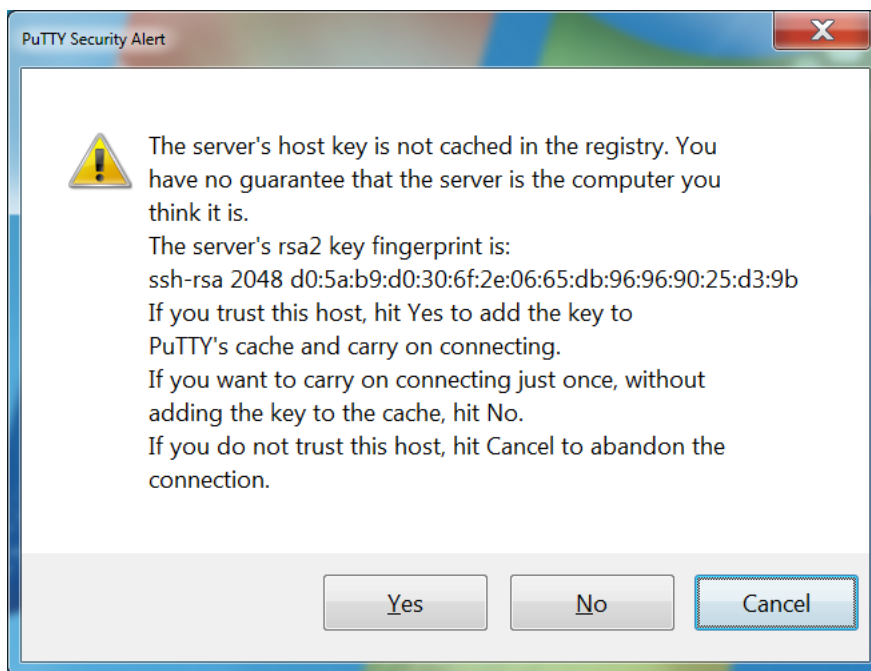 PuTTY Security Alert
The server's host key is not cached in the registry. You
have no guarantee that the server is the computer you
think it is.
The server's rsa2 key fingerprint is:
ssh-rsa 2048 d0:5a:b9:d0:30:6f:2e:06:65:db:96:96:90:25:d3:9b
If you trust this host, hit Yes to add the key to
PuTTY's cache and carry on connecting.
If you want to carry on connecting just once, without
adding the key to the cache, hit No.
If you do not trust this host, hit Cancel to abandon the
connection.
Yes No Cancel